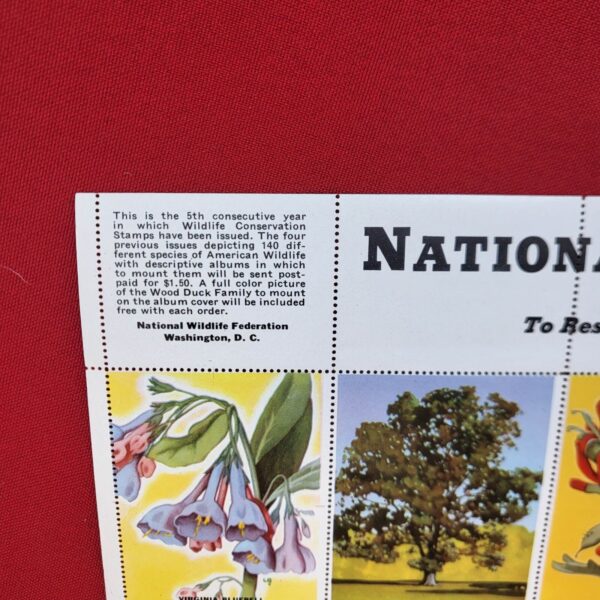 This is the 5th consecutive year
in which Wildlife Conservation
Stamps have been issued. The four
previous issues depicting 140 dif-
ferent species of American Wildlife
with descriptive albums in which
to mount them will be sent post-
paid for $1.50. A full color picture
of the Wood Duck Family to mount
on the album cover will be included
free with each order.
National Wildlife Federation
Washington, D. C.
NATIONA
To Res
VIRGINIA BLUEBELL